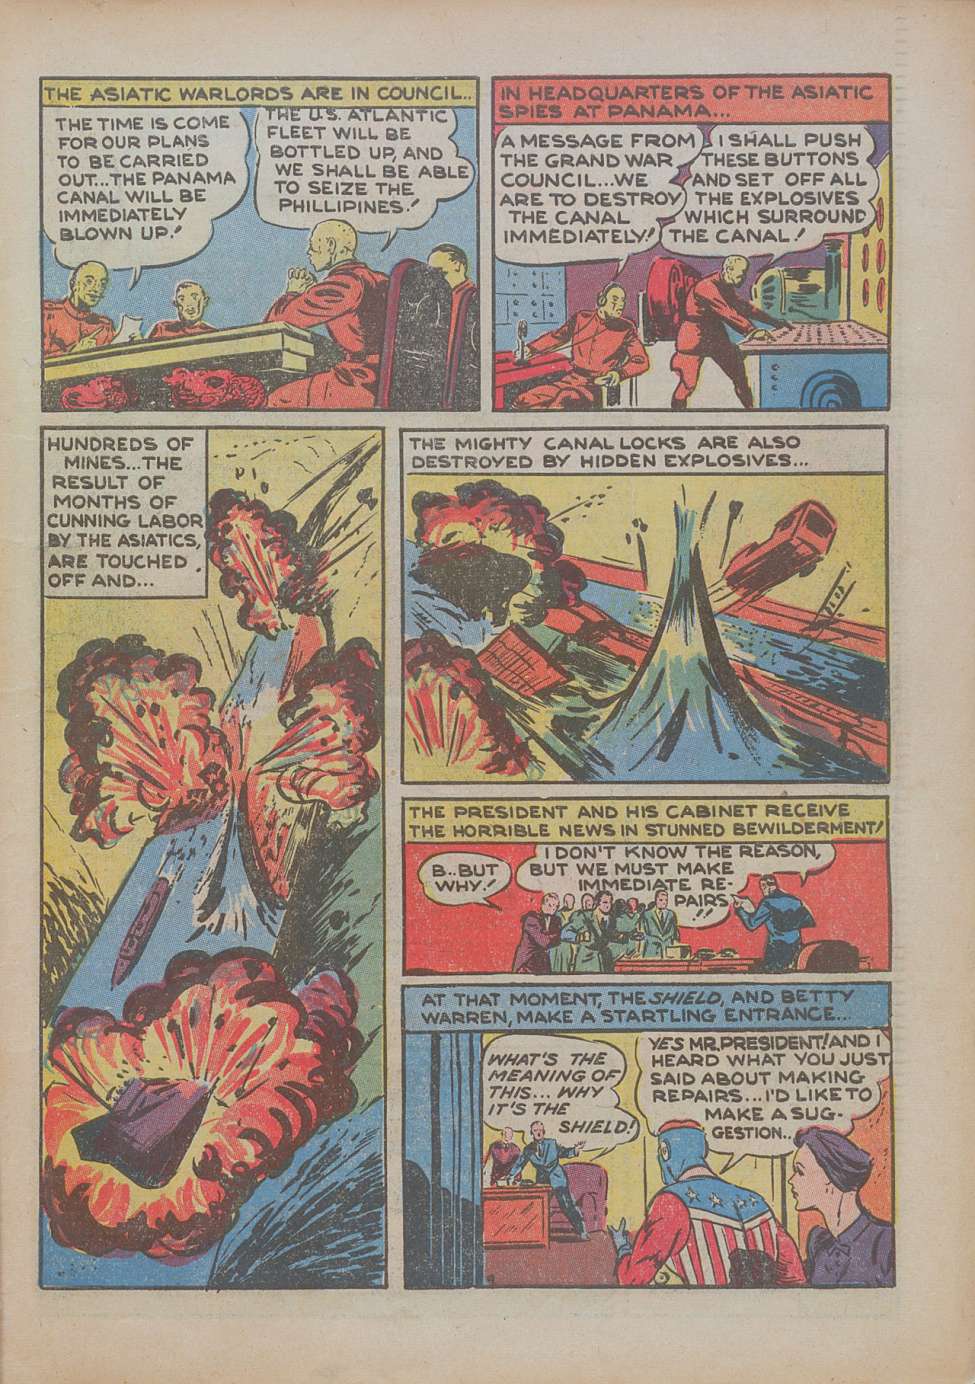 THE ASIATIC WARLORDS ARE IN COUNCIL..
THE TIME IS COME
FOR OUR PLANS
TO BE CARRIED
OUT...THE PANAMA
CANAL WILL BE
IMMEDIATELY
BLOWN UP!
THE U.S. ATLANTIC
FLEET WILL BE
BOTTLED UP, AND
WE SHALL BE ABLE
TO SEIZE THE
PHILLIPINES!
IN HEADQUARTERS OF THE ASIATIC
SPIES AT PANAMA...
A MESSAGE FROM
THE GRAND WAR
COUNCIL...WE
ARE TO DESTROY
THE CANAL
IMMEDIATELY!
I SHALL PUSH
THESE BUTTONS
AND SET OFF ALL
THE EXPLOSIVES
WHICH SURROUND
THE CANAL!
HUNDREDS OF
MINES...THE
RESULT OF
MONTHS OF
CUNNING LABOR
BY THE ASIATICS,
ARE TOUCHED
OFF AND...
THE MIGHTY CANAL LOCKS ARE ALSO
DESTROYED BY HIDDEN EXPLOSIVES...
THE PRESIDENT AND HIS CABINET RECEIVE
THE HORRIBLE NEWS IN STUNNED BEWILDERMENT!
B..BUT
WHY!
I DON'T KNOW THE REASON,
BUT WE MUST MAKE
IMMEDIATE RE-
PAIRS
!!
AT THAT MOMENT, THE SHIELD, AND BETTY
WARREN, MAKE A STARTLING ENTRANCE...
WHAT'S THE
MEANING OF
THIS... WHY
IT'S THE
SHIELD!
YES MR. PRESIDENT! AND I
HEARD WHAT YOU JUST
SAID ABOUT MAKING
REPAIRS...I'D LIKE TO
MAKE A SUG-
GESTION..